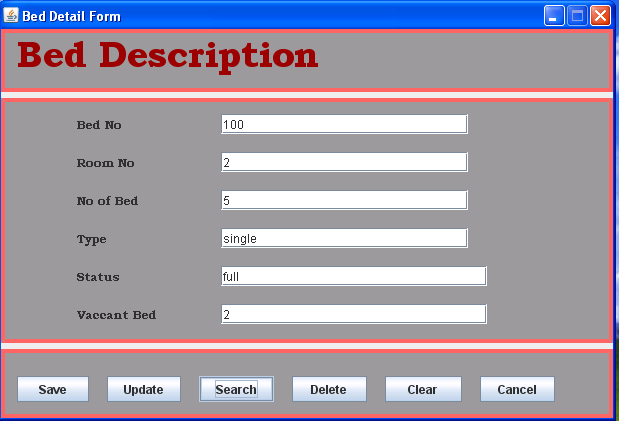 Bed Detail Form
Bed Description
Bed No 100
Room No 2
No of Bed 5
Type single
Status full
Vaccant Bed 2
Save Update Search Delete Clear Cancel